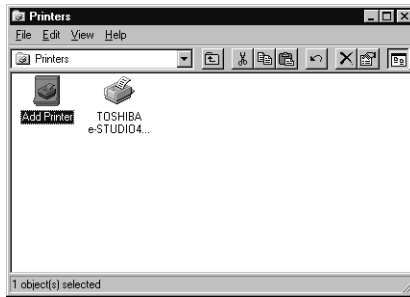 Printers
File Edit View Help
Printers
Add Printer
TOSHIBA
e-STUDIO4...
1 object(s) selected